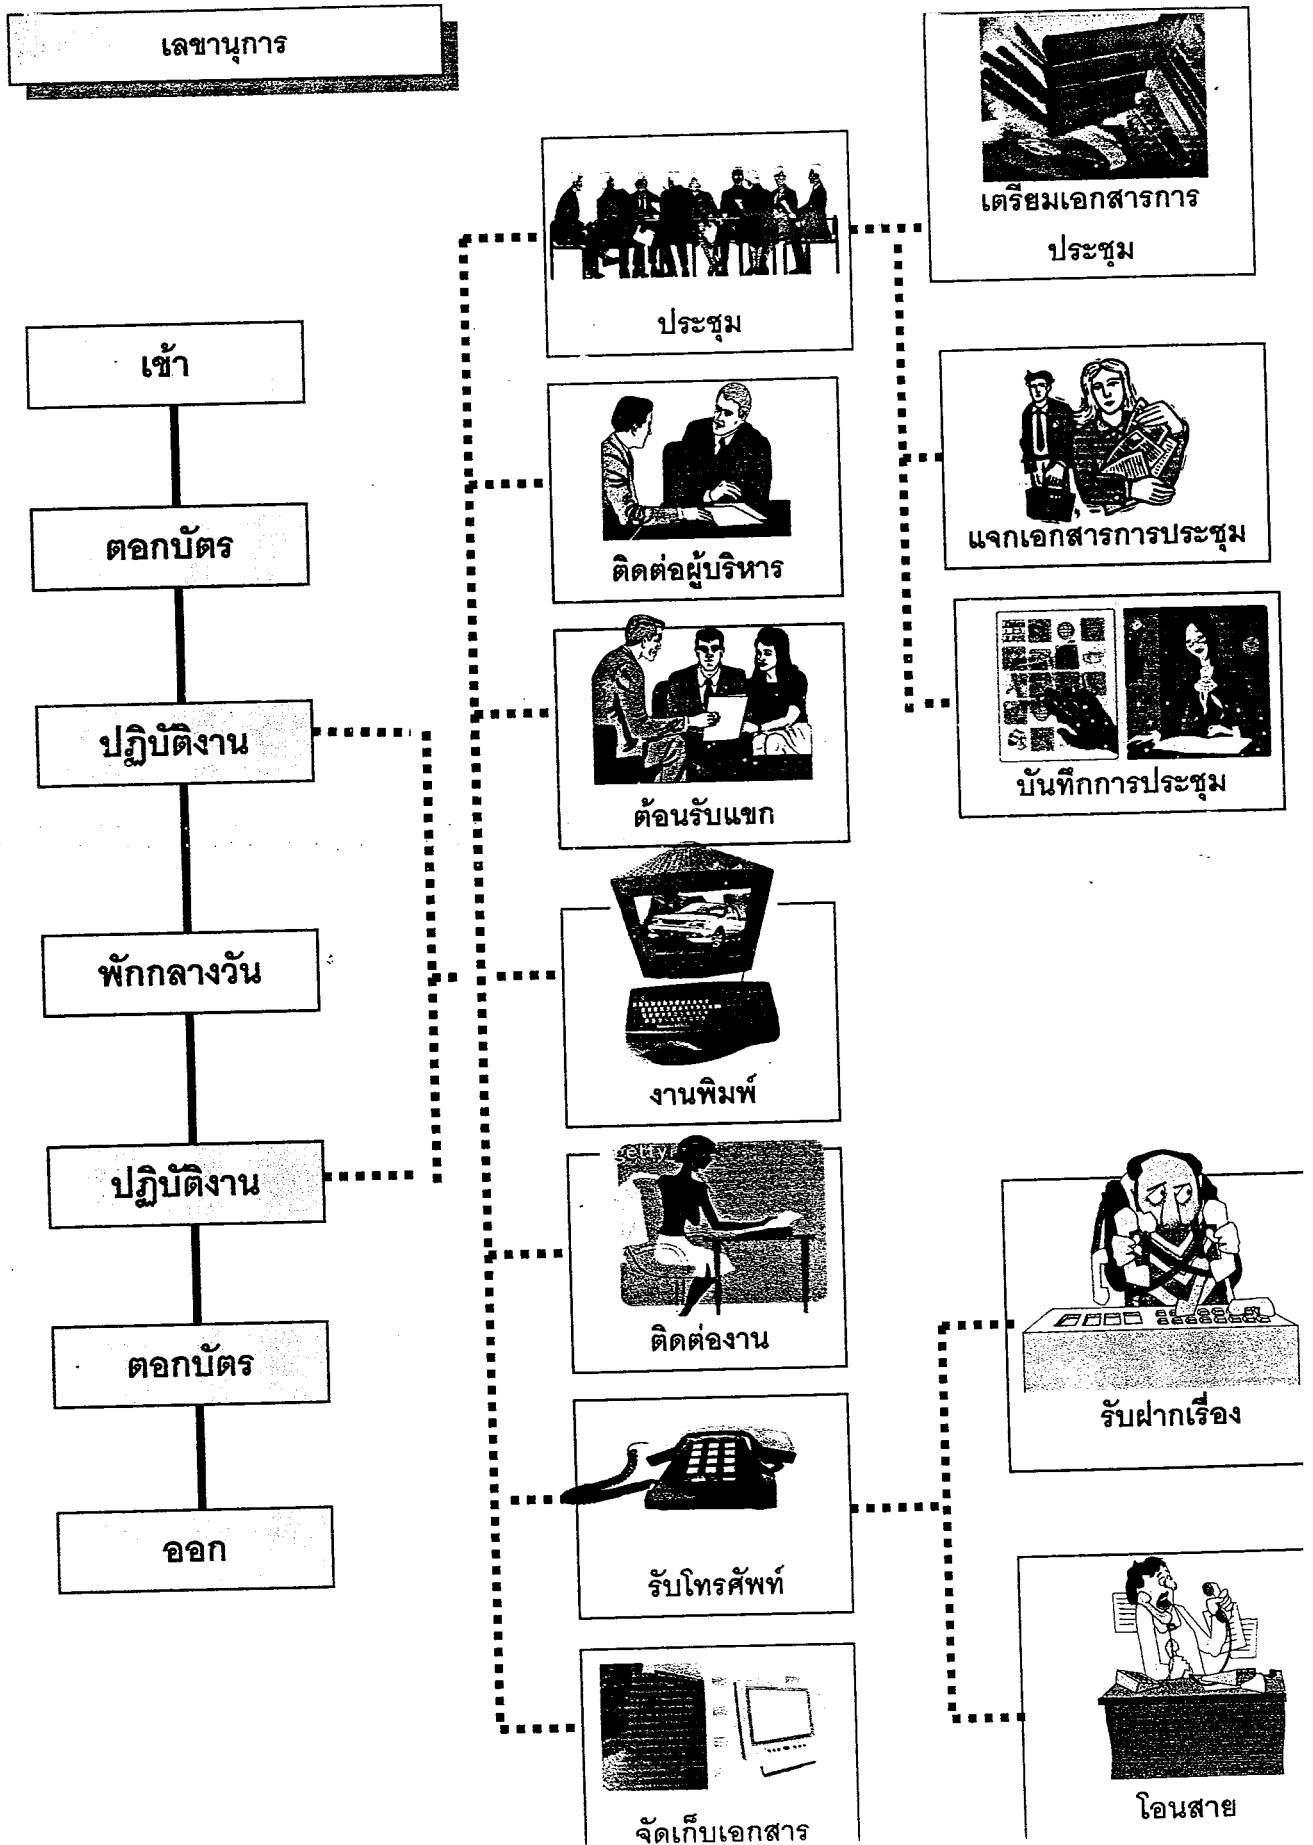 เลขานุการ
เข้า
ตอกบัตร
ปฏิบัติงาน
พักกลางวัน
ปฏิบัติงาน
ตอกบัตร
ออก
ประชุม
ติดต่อผู้บริหาร
ต้อนรับแขก
งานพิมพ์
ติดต่องาน
รับโทรศัพท์
จัดเก็บเอกสาร
เตรียมเอกสารการ
ประชุม
แจกเอกสารการประชุม
บันทึกการประชุม
รับฝากเรื่อง
โอนสาย